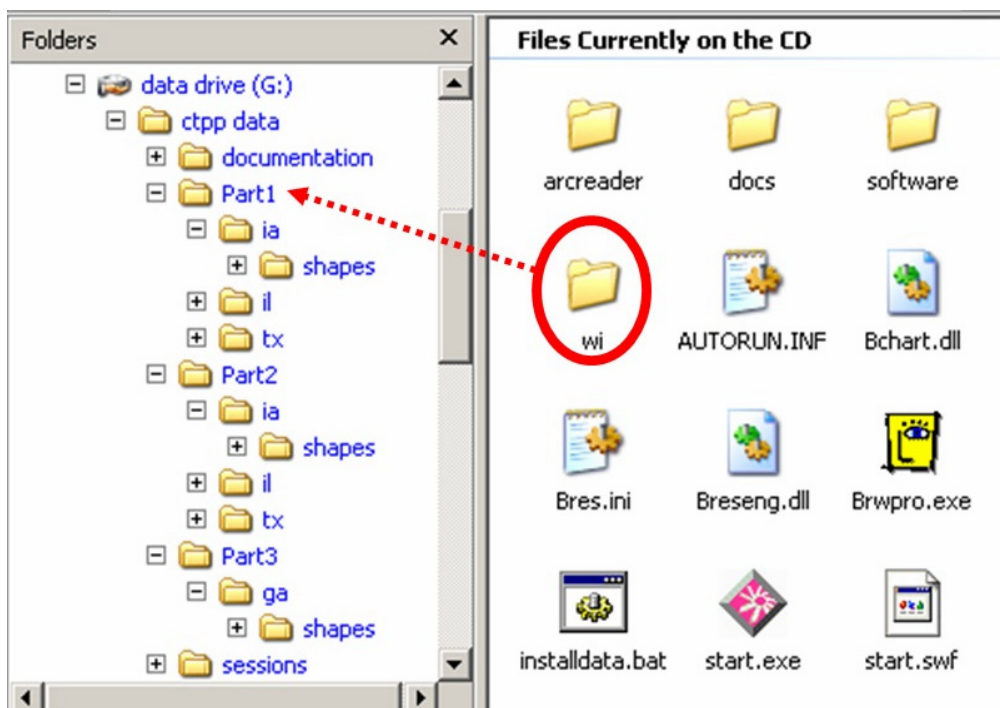 Folders
data drive (G:)
ctpp data
documentation
Part1
ia
shapes
il
tx
Part2
ia
shapes
il
tx
Part3
ga
shapes
sessions
Files Currently on the CD
arcreader docs software
wi AUTORUN.INF Bchart.dll
Bres.ini Breseng.dll Brwpro.exe
installdata.bat start.exe start.swf